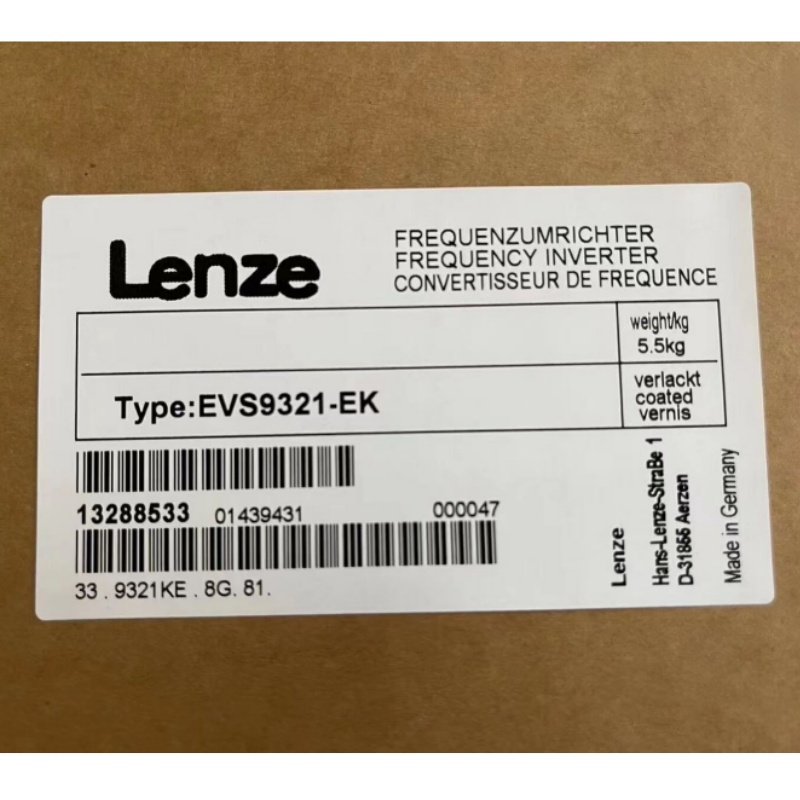 Lenze
FREQUENZUMRICHTER
FREQUENCY INVERTER
CONVERTISSEUR DE FREQUENCE
weight/kg
5.5kg
Type:EVS9321-EK
verlackt
coated
vernis
13288533 01439431 000047
33 . 9321KE . 8G. 81.
Lenze
Hans-Lenze-StraBe 1
D-31855 Aerzen
Made in Germany